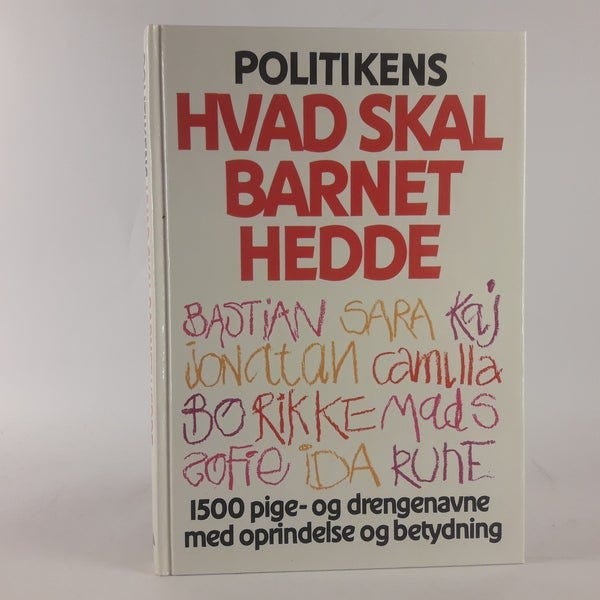 POLITIKENS
HVAD SKAL
BARNET
HEDDE
BASTIAN SARA Kaj
jonatan camilla
BO RIKKE Mads
Sofie IDA RUNE
1500 pige- og drengenavne
med oprindelse og betydning